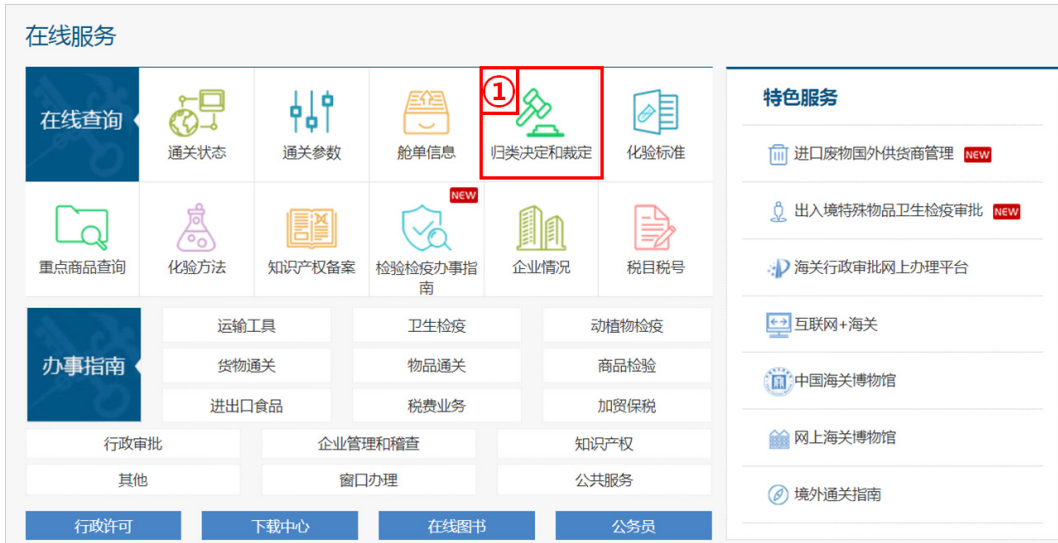 在线服务
在线查询
通关状态
通关参数
舱单信息
①
归类决定和裁定
化验标准
重点商品查询
化验方法
知识产权备案
NEW
检验检疫办事指
南
企业情况
税目税号
办事指南
运输工具
卫生检疫
动植物检疫
货物通关
物品通关
商品检验
进出口食品
税费业务
加贸保税
行政审批
企业管理和稽查
知识产权
其他
窗口办理
公共服务
行政许可
下载中心
在线图书
公务员
特色服务
进口废物国外供货商管理 NEW
出入境特殊物品卫生检疫审批 NEW
海关行政审批网上办理平台
互联网+海关
中国海关博物馆
网上海关博物馆
境外通关指南